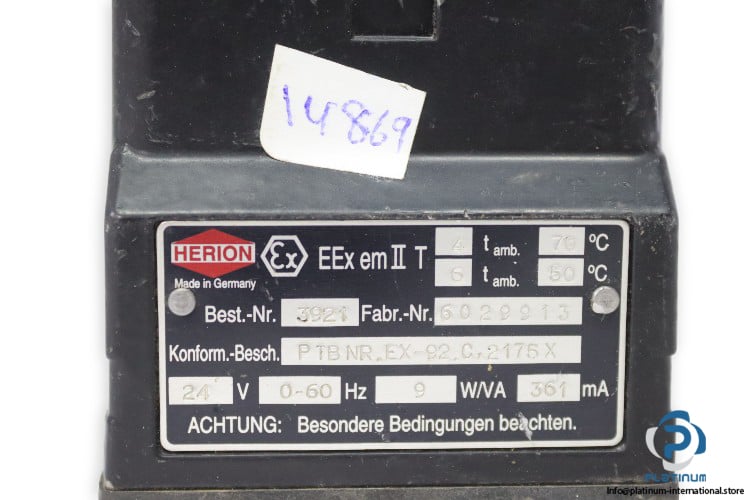 14869
HERION Ex EEx em II T 4 t amb. 70 °C
Made in Germany 6 t amb. 50 °C
Best.-Nr. 3921 Fabr.-Nr. 6029913
Konform.-Besch. PTB NR. EX-92.C.2175 X
24 V 0-60 Hz 9 W/VA 361 mA
ACHTUNG: Besondere Bedingungen beachten.
PLATINUM
info@platinum-international.store